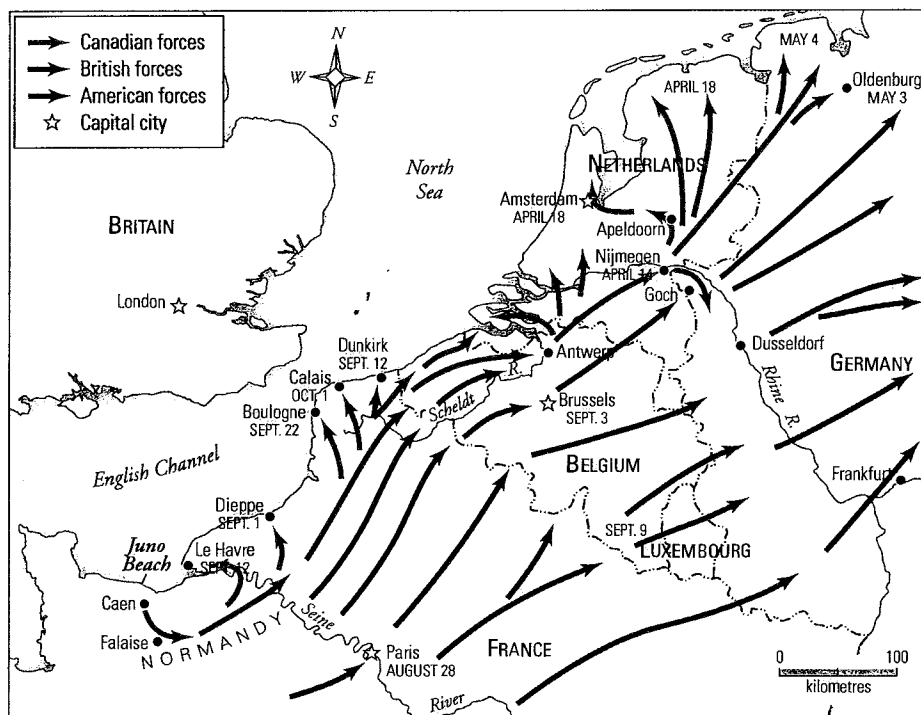 Canadian forces
British forces
American forces
Capital city
N
W
E
S
MAY 4
Oldenburg
MAY 3
APRIL 18
NETHERLANDS
North
Sea
Amsterdam
APRIL 18
Apeldoorn
BRITAIN
Nijmegen
APRIL 14
Goch
London
Dunkirk
SEPT. 12
Antwerp
Dusseldorf
GERMANY
Calais
OCT. 1
R.
Scheldt
Boulogne
SEPT. 22
Brussels
SEPT. 3
Rhine R.
English Channel
BELGIUM
Frankfurt
Dieppe
SEPT. 1
SEPT. 9
LUXEMBOURG
Juno
Beach
Le Havre
SEPT. 12
Caen
Falaise
NORMANDY
Seine
Paris
AUGUST 28
FRANCE
River
0 100
kilometres